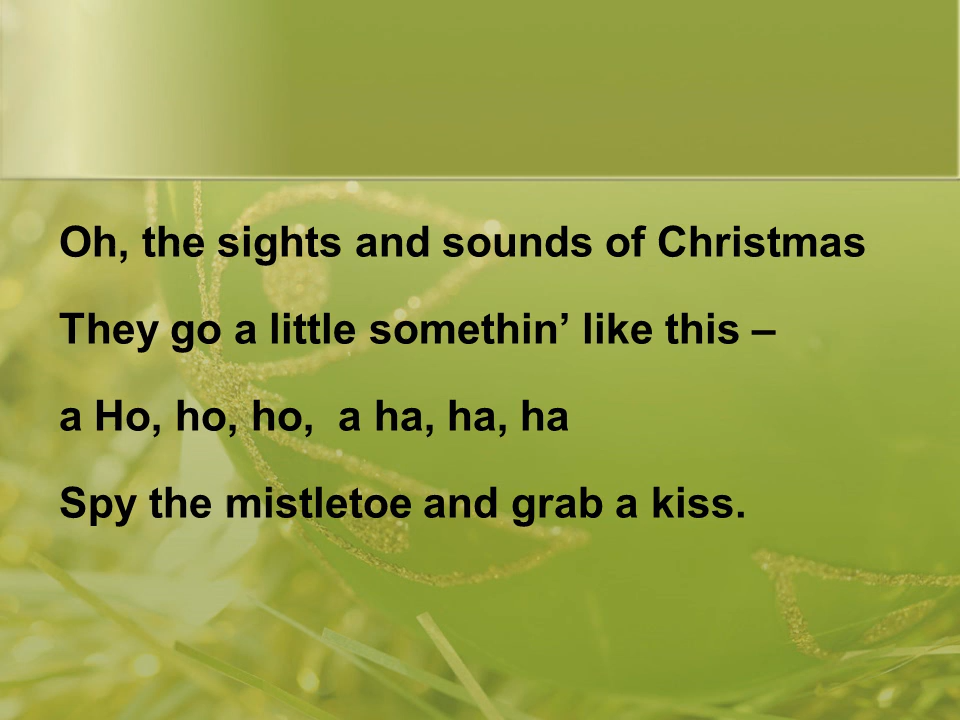 Oh, the sights and sounds of Christmas
They go a little somethin’ like this –
a Ho, ho, ho,  a ha, ha, ha
Spy the mistletoe and grab a kiss.